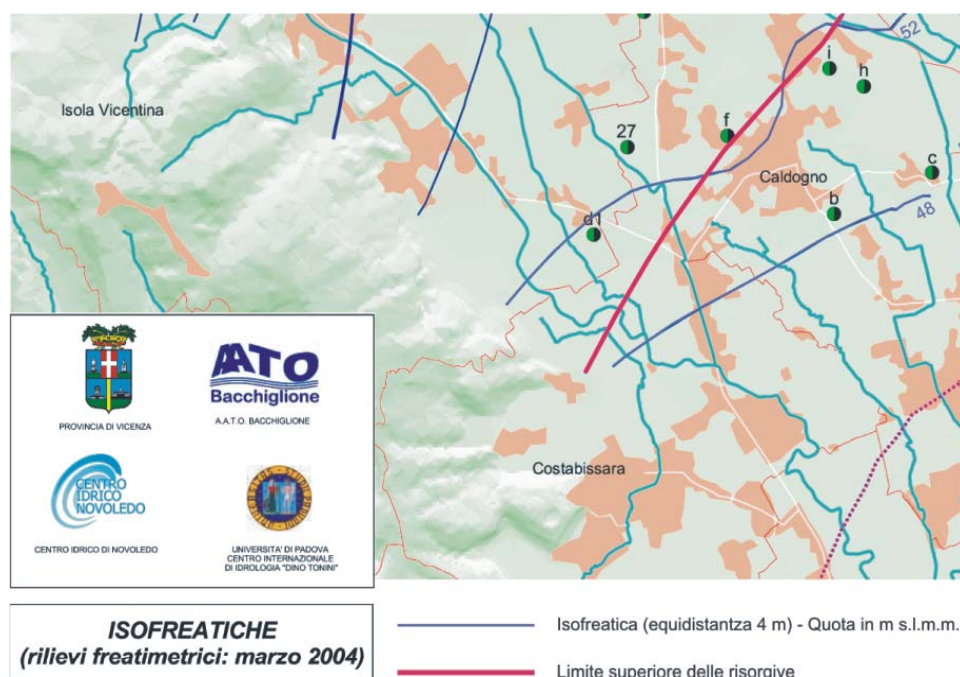 52
i
h
Isola Vicentina
27
f
c
Caldogno
b
48
d1
PROVINCIA DI VICENZA
AATO
Bacchiglione
A.A.T.O. BACCHIGLIONE
Costabissara
CENTRO
IDRICO
NOVOLEDO
CENTRO IDRICO DI NOVOLEDO
UNIVERSITA' DI PADOVA
CENTRO INTERNAZIONALE
DI IDROLOGIA "DINO TONINI"
ISOFREATICHE
(rilievi freatimetrici: marzo 2004)
Isofreatica (equidistantza 4 m) - Quota in m s.l.m.m.
Limite superiore delle risorgive